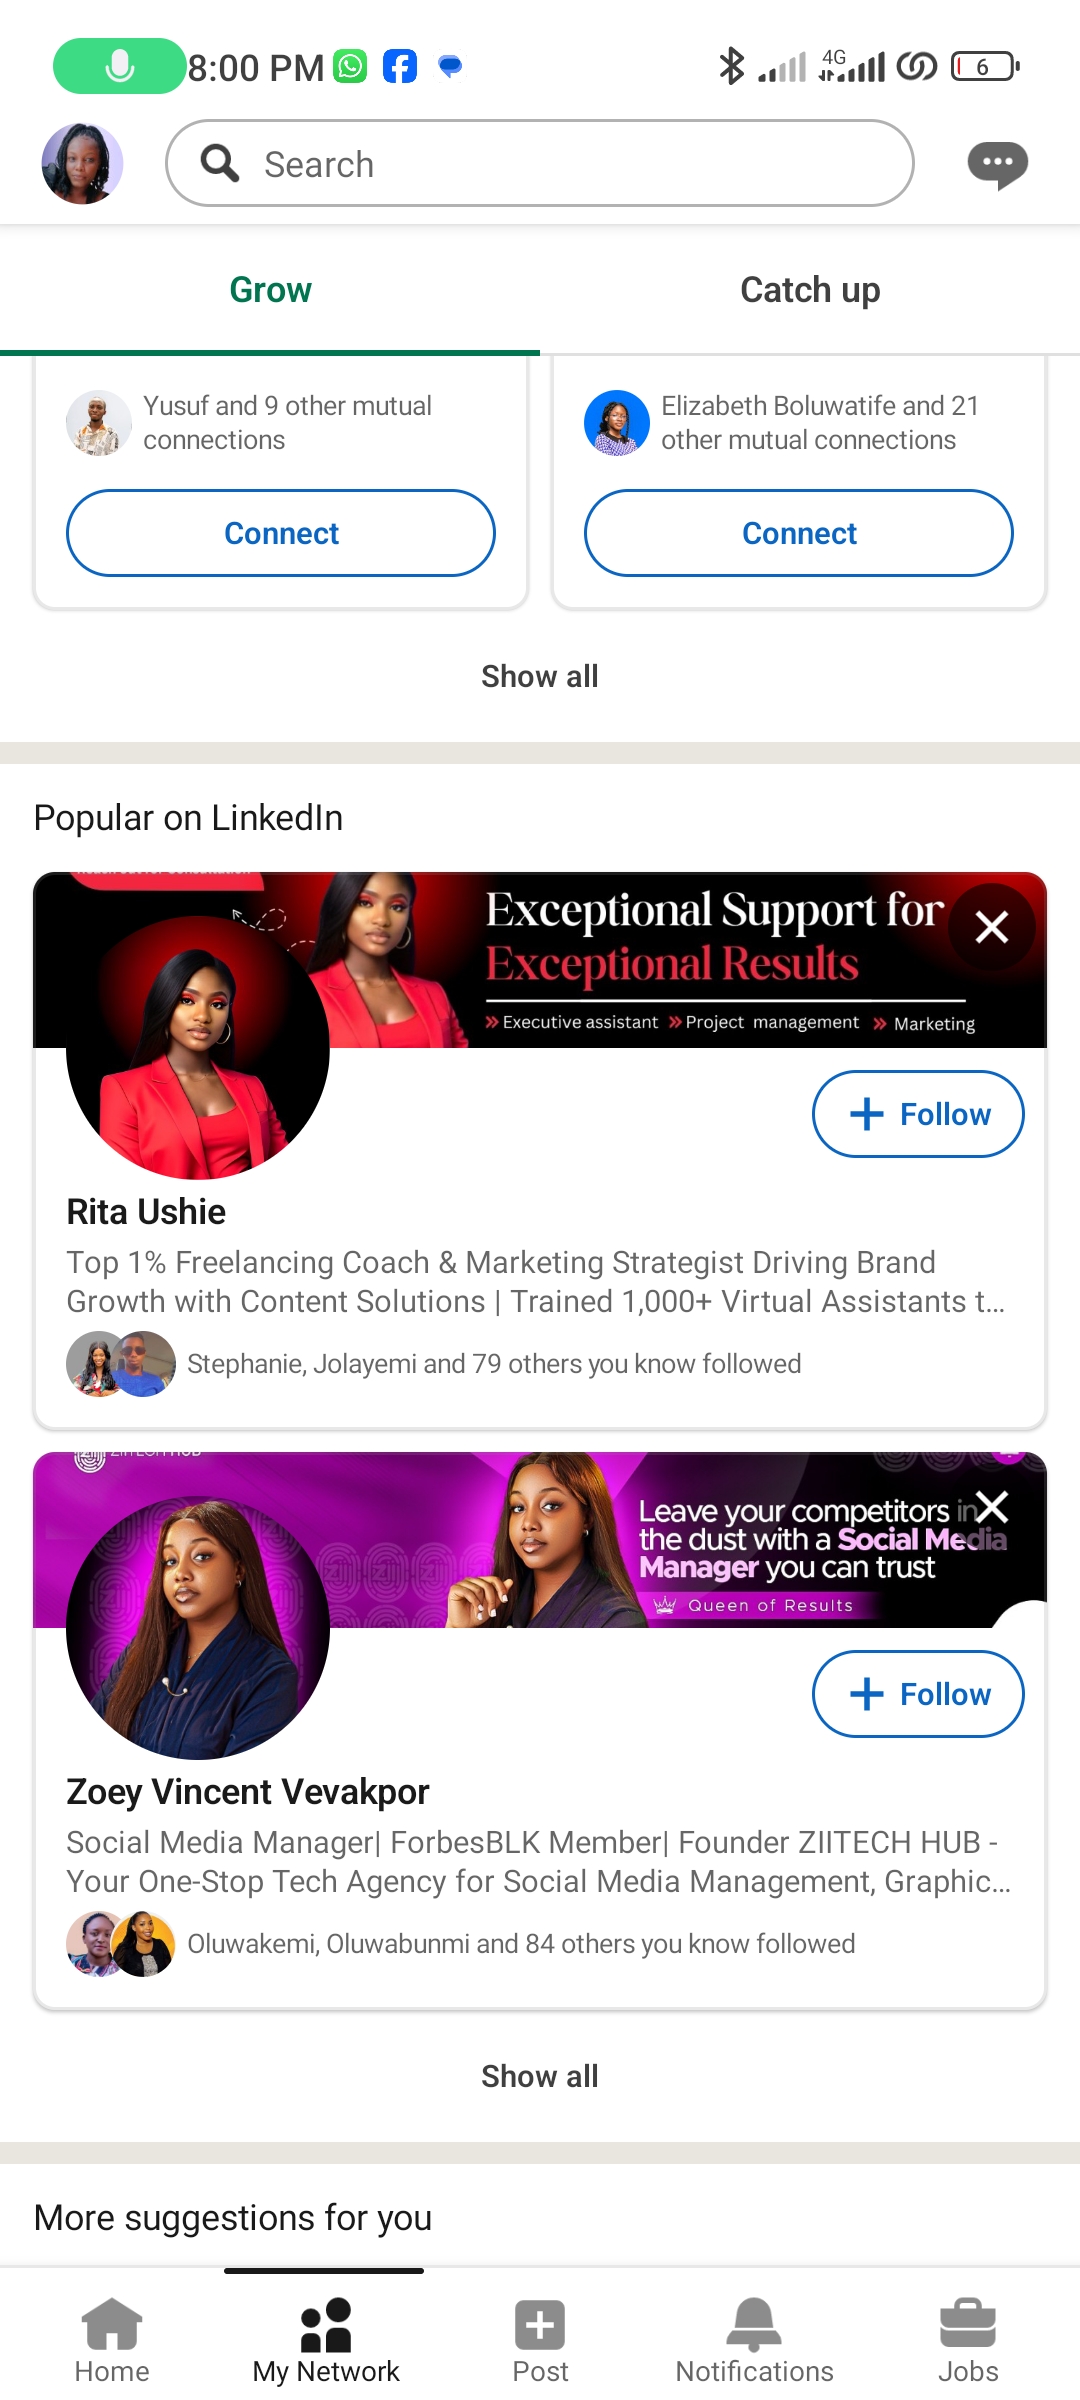 8:00 PM
4G
6
Search
Grow
Catch up
Yusuf and 9 other mutual
connections
Elizabeth Boluwatife and 21
other mutual connections
Connect
Connect
Show all
Popular on LinkedIn
Exceptional Support for
Exceptional Results
Executive assistant
Project management
Marketing
Follow
Rita Ushie
Top 1% Freelancing Coach & Marketing Strategist Driving Brand
Growth with Content Solutions | Trained 1,000+ Virtual Assistants t...
Stephanie, Jolayemi and 79 others you know followed
ZIITECH HUB
Leave your competitors in
the dust with a Social Media
Manager you can trust
Queen of Results
Follow
Zoey Vincent Vevakpor
Social Media Manager| ForbesBLK Member| Founder ZIITECH HUB -
Your One-Stop Tech Agency for Social Media Management, Graphic...
Oluwakemi, Oluwabunmi and 84 others you know followed
Show all
More suggestions for you
Home
My Network
Post
Notifications
Jobs